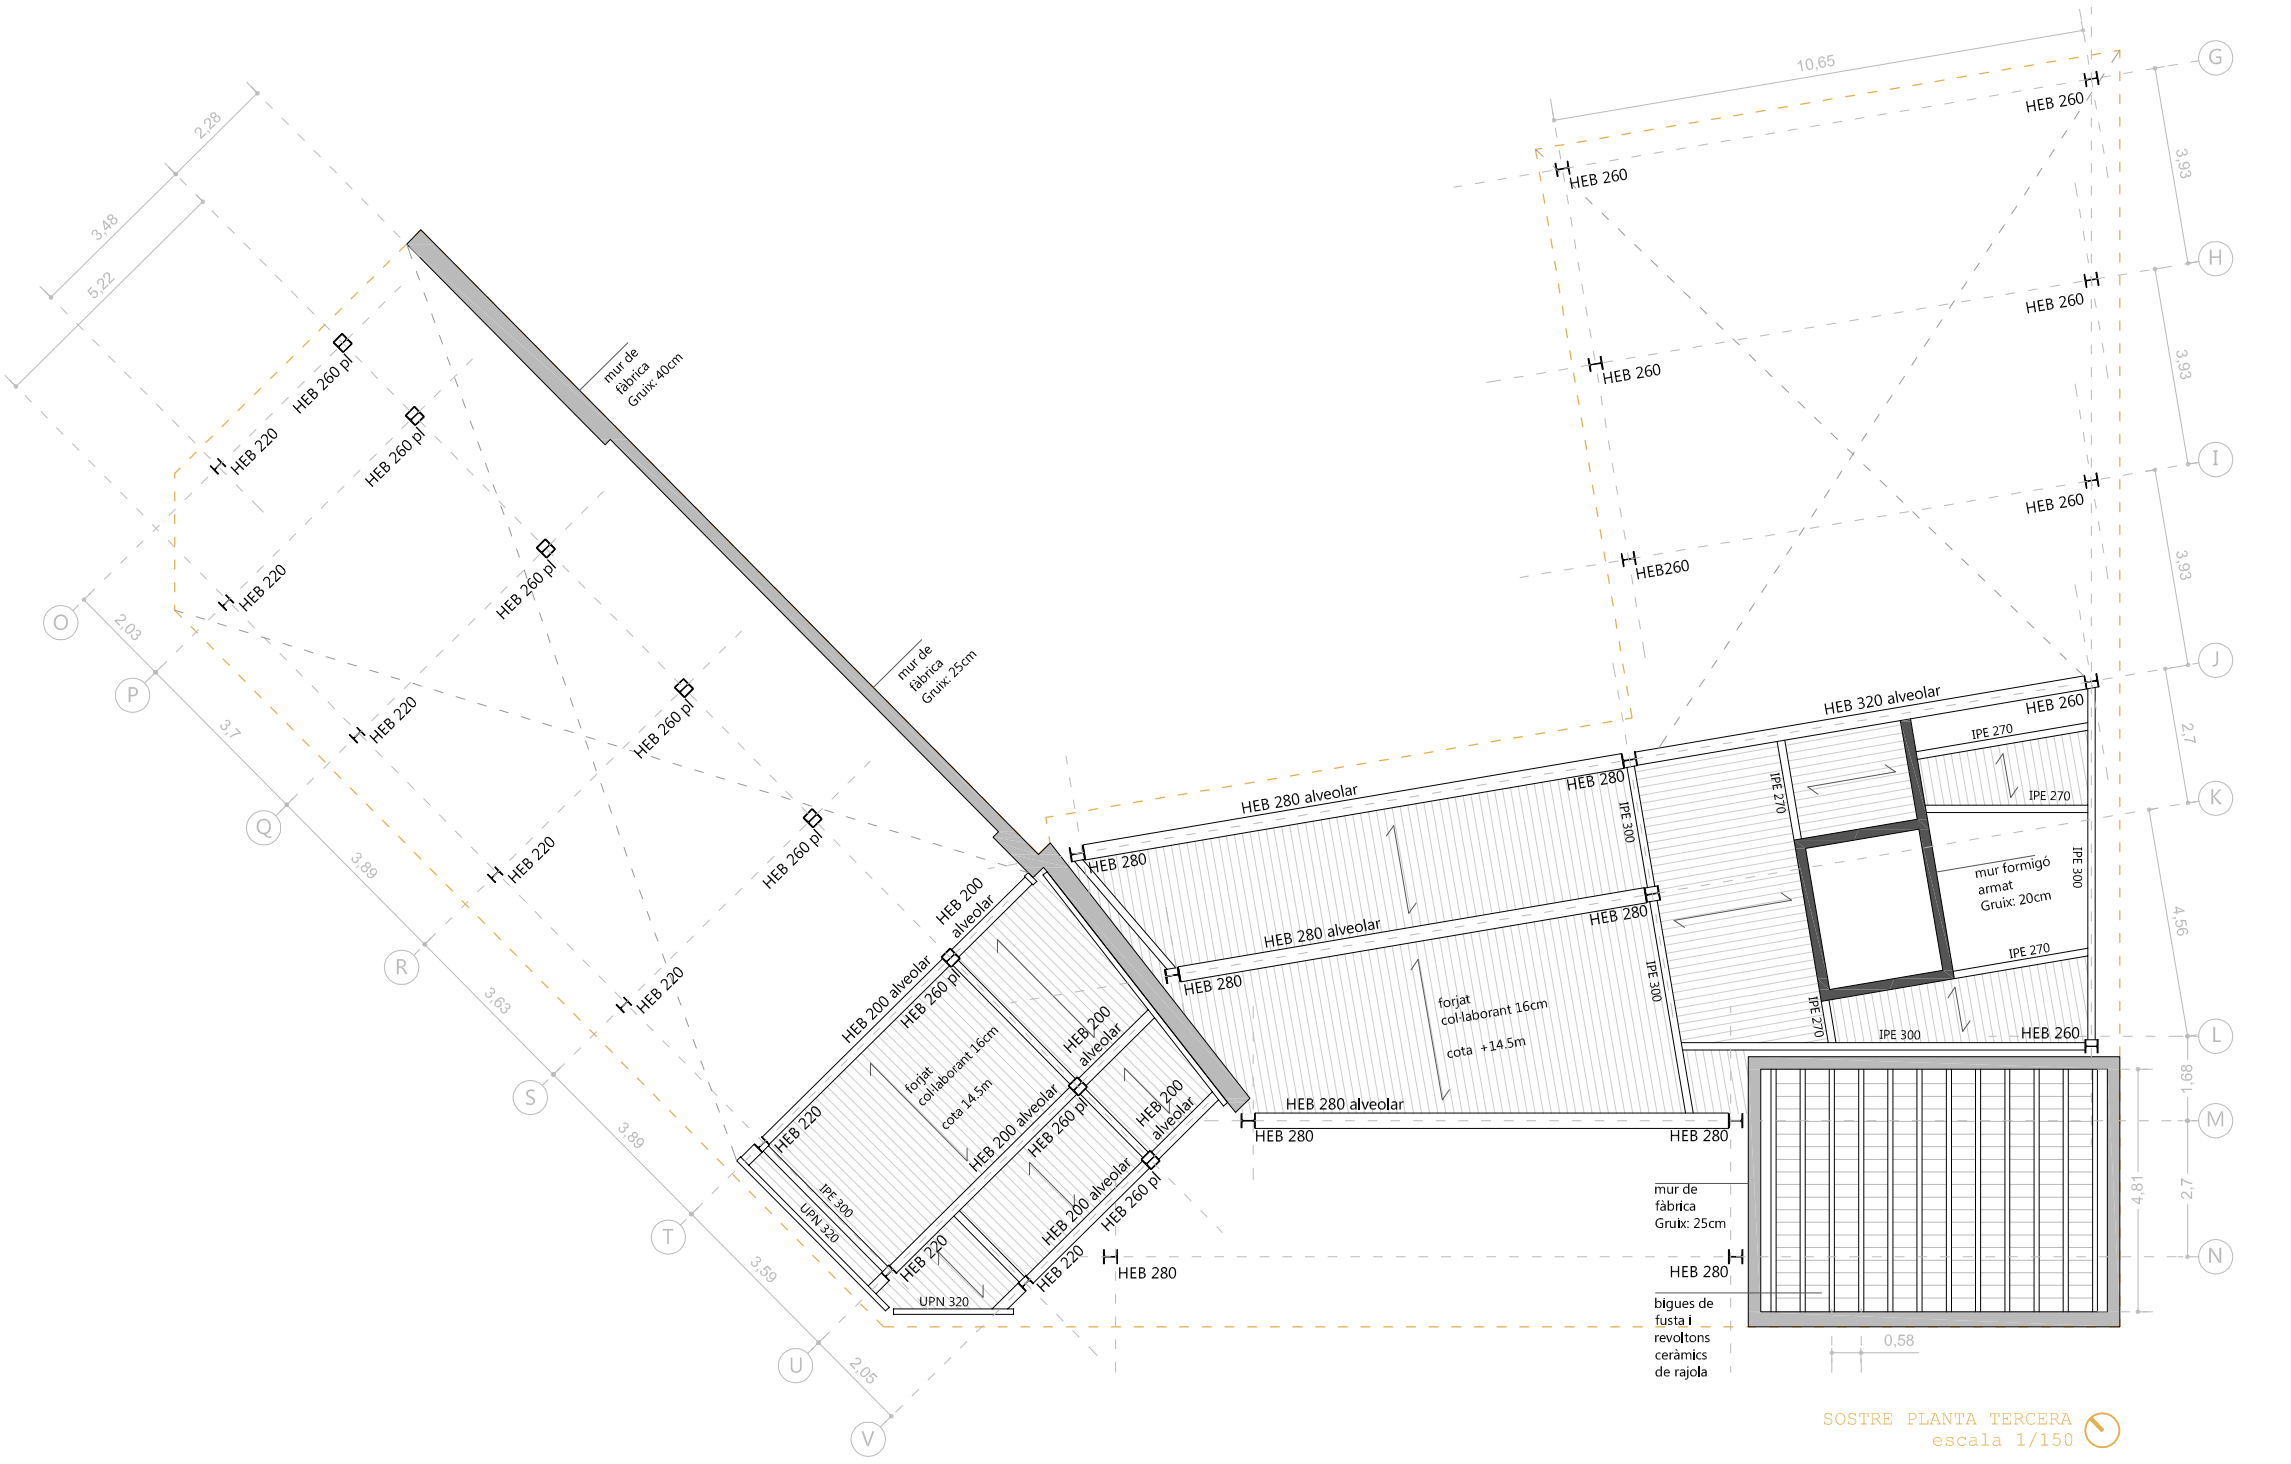 10,65
G
HEB 260
HEB 260
3,93
2,28
3,48
5,22
H
HEB 260
HEB 260
3,93
mur de
fàbrica
Gruix: 40cm
HEB 260 pl
HEB 220
HEB 260 pl
I
HEB 260
HEB260
3,93
HEB 260 pl
HEB 220
O
2,03
P
3,7
Q
3,89
R
3,63
S
3,89
T
3,59
U
2,05
V
mur de
fàbrica
Gruix: 25cm
HEB 260 pl
HEB 220
HEB 260 pl
HEB 220
HEB 220
J
HEB 320 alveolar
HEB 260
2,7
IPE 270
IPE 270
IPE 270
K
HEB 280 alveolar
HEB 280
HEB 280
IPE 300
IPE 300
mur formigó
armat
Gruix: 20cm
4,56
HEB 280 alveolar
HEB 280
HEB 280
IPE 300
IPE 270
IPE 270
IPE 300
HEB 260
L
forjat
col·laborant 16cm
cota +14.5m
1,68
HEB 280 alveolar
HEB 280
HEB 280
M
HEB 200
alveolar
HEB 200 alveolar
HEB 260 pl
HEB 200
alveolar
forjat
col·laborant 16cm
cota 14.5m
HEB 220
HEB 200 alveolar
HEB 260 pl
HEB 200
alveolar
IPE 300
UPN 320
HEB 200 alveolar
HEB 260 pl
HEB 220
HEB 220
UPN 320
mur de
fàbrica
Gruix: 25cm
4,81
2,7
HEB 280
HEB 280
N
bigues de
fusta i
revoltons
ceràmics
de rajola
0,58
SOSTRE PLANTA TERCERA
escala 1/150